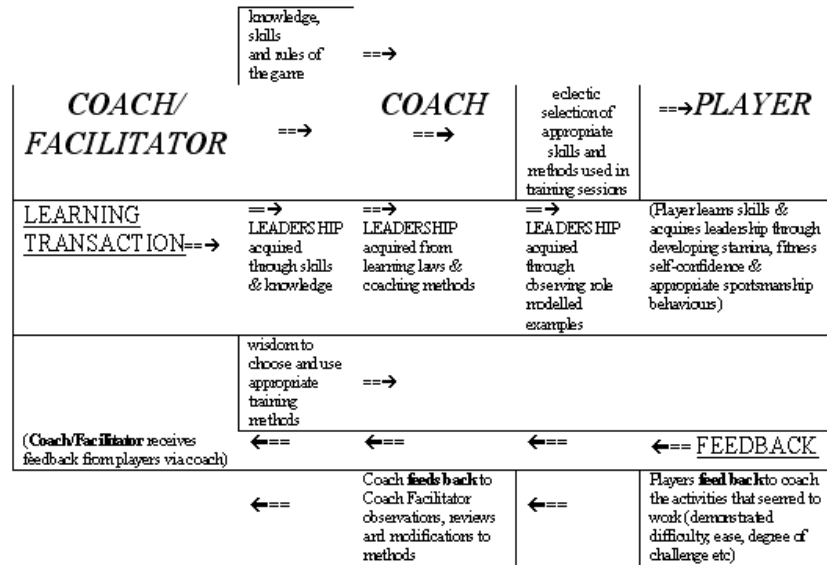 knowledge,
skills
and rules of
the game
==→
COACH/
FACILITATOR
==→
COACH
==→
eclectic
selection of
appropriate
skills and
methods used in
training sessions
==→PLAYER
LEARNING
TRANSACTION==→
==→
LEADERSHIP
acquired
through skills
& knowledge
==→
LEADERSHIP
acquired from
learning laws &
coaching methods
==→
LEADERSHIP
acquired
through
observing role
modelled
examples
(Player learns skills &
acquires leadership through
developing stamina, fitness
self-confidence &
appropriate sportsmanship
behaviours)
wisdom to
choose and use
appropriate
training
methods
==→
(Coach/Facilitator receives
feedback from players via coach)
←==
←==
←==
←== FEEDBACK
←==
Coach feeds back to
Coach Facilitator
observations, reviews
and modifications to
methods
←==
Players feed back to coach
the activities that seemed to
work (demonstrated
difficulty, ease, degree of
challenge etc)